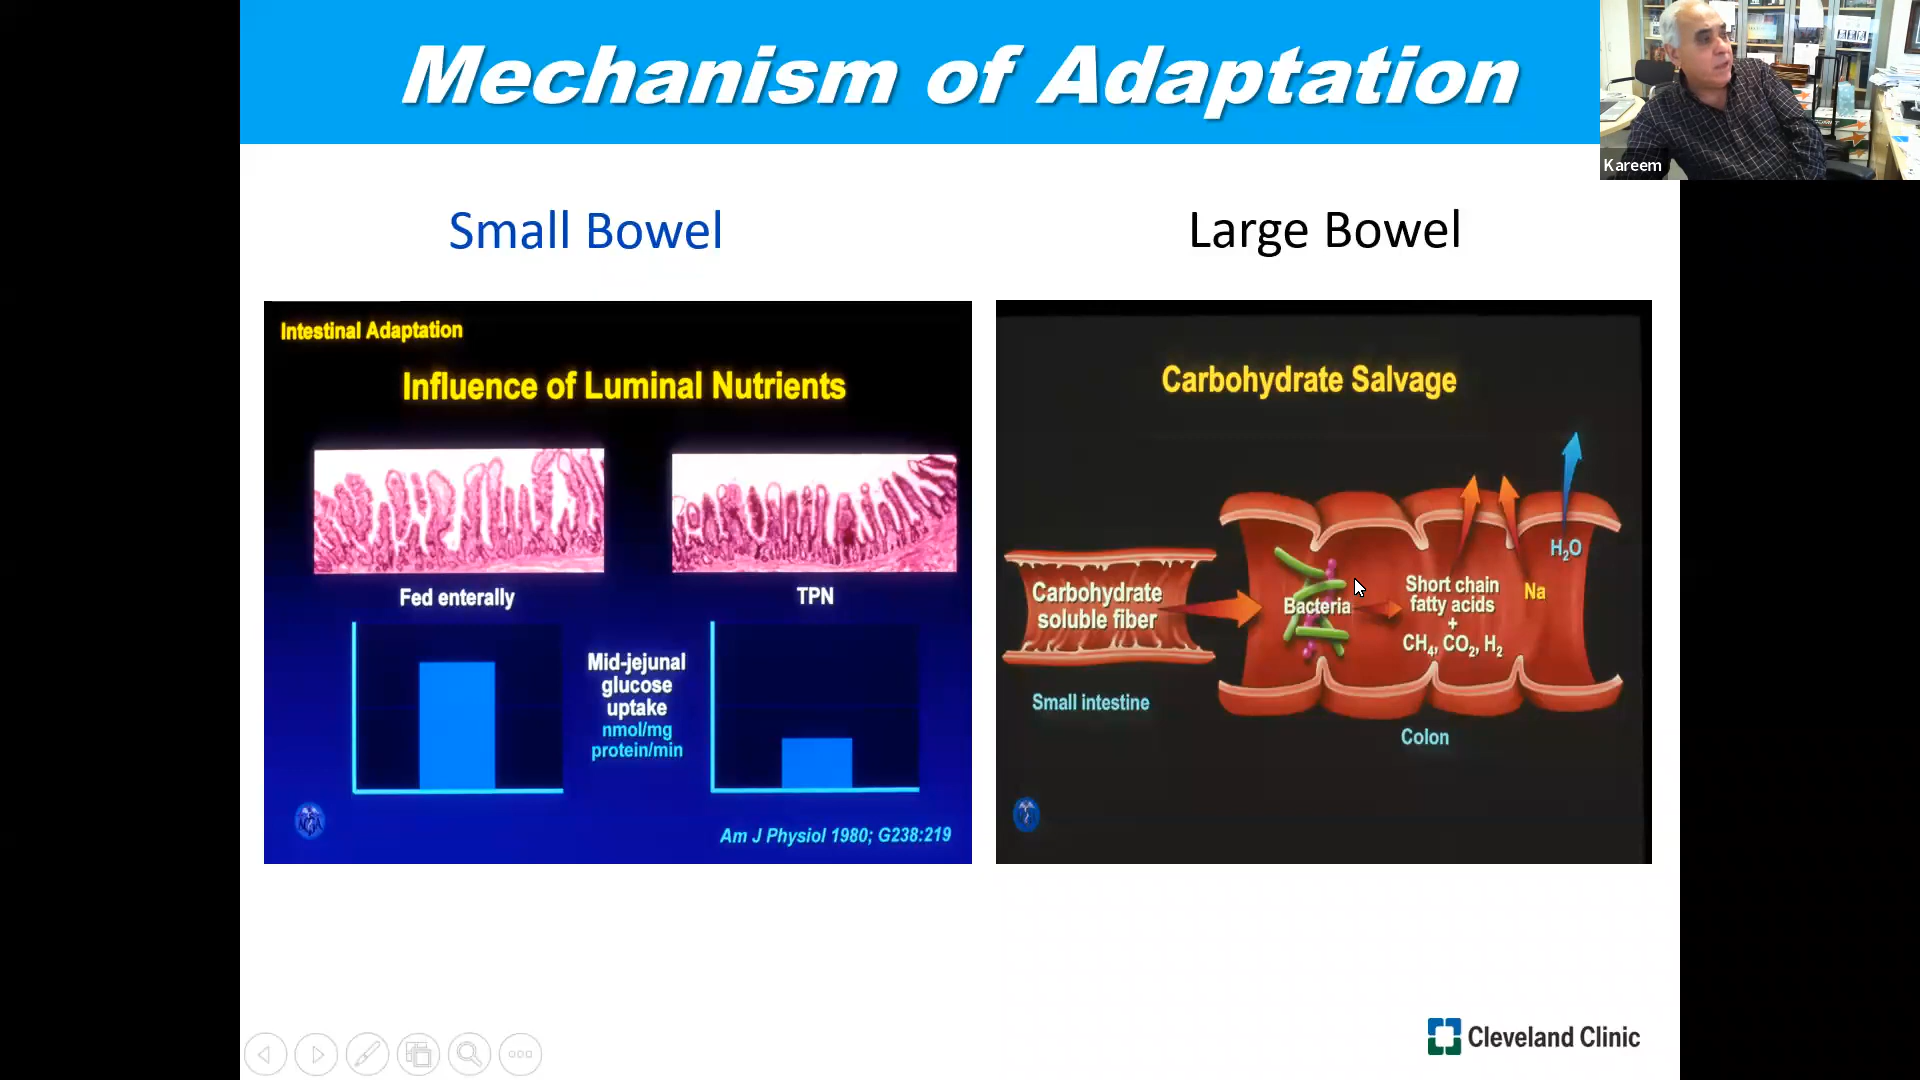 Mechanism of Adaptation
Kareem
Small Bowel
Large Bowel
Intestinal Adaptation
Influence of Luminal Nutrients
Fed enterally
TPN
Mid-jejunal
glucose
uptake
nmol/mg
protein/min
Am J Physiol 1980; G238:219
Carbohydrate Salvage
Carbohydrate
soluble fiber
Bacteria
Short chain
fatty acids
+
CH₄, CO₂, H₂
Na
H₂O
Small intestine
Colon
Cleveland Clinic